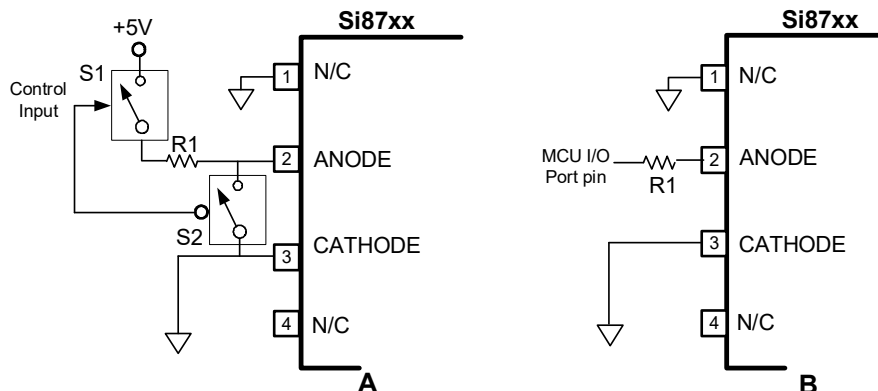 Si87xx
+5V
S1
Control
Input
R1
1
N/C
2
ANODE
S2
3
CATHODE
4
N/C
A
Si87xx
1
N/C
MCU I/O
Port pin
R1
2
ANODE
3
CATHODE
4
N/C
B